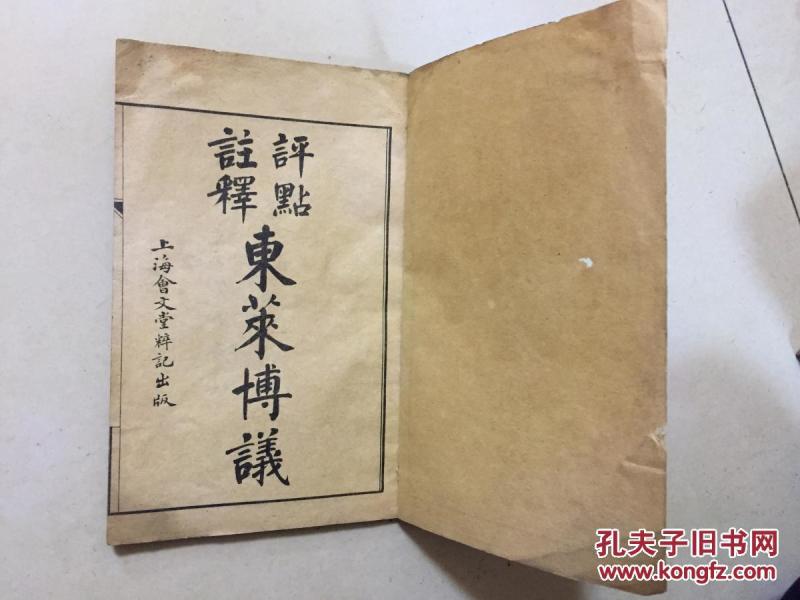 評點
註釋
東萊博議
上海會文堂粹記出版
孔夫子旧书网
www.kongfz.com